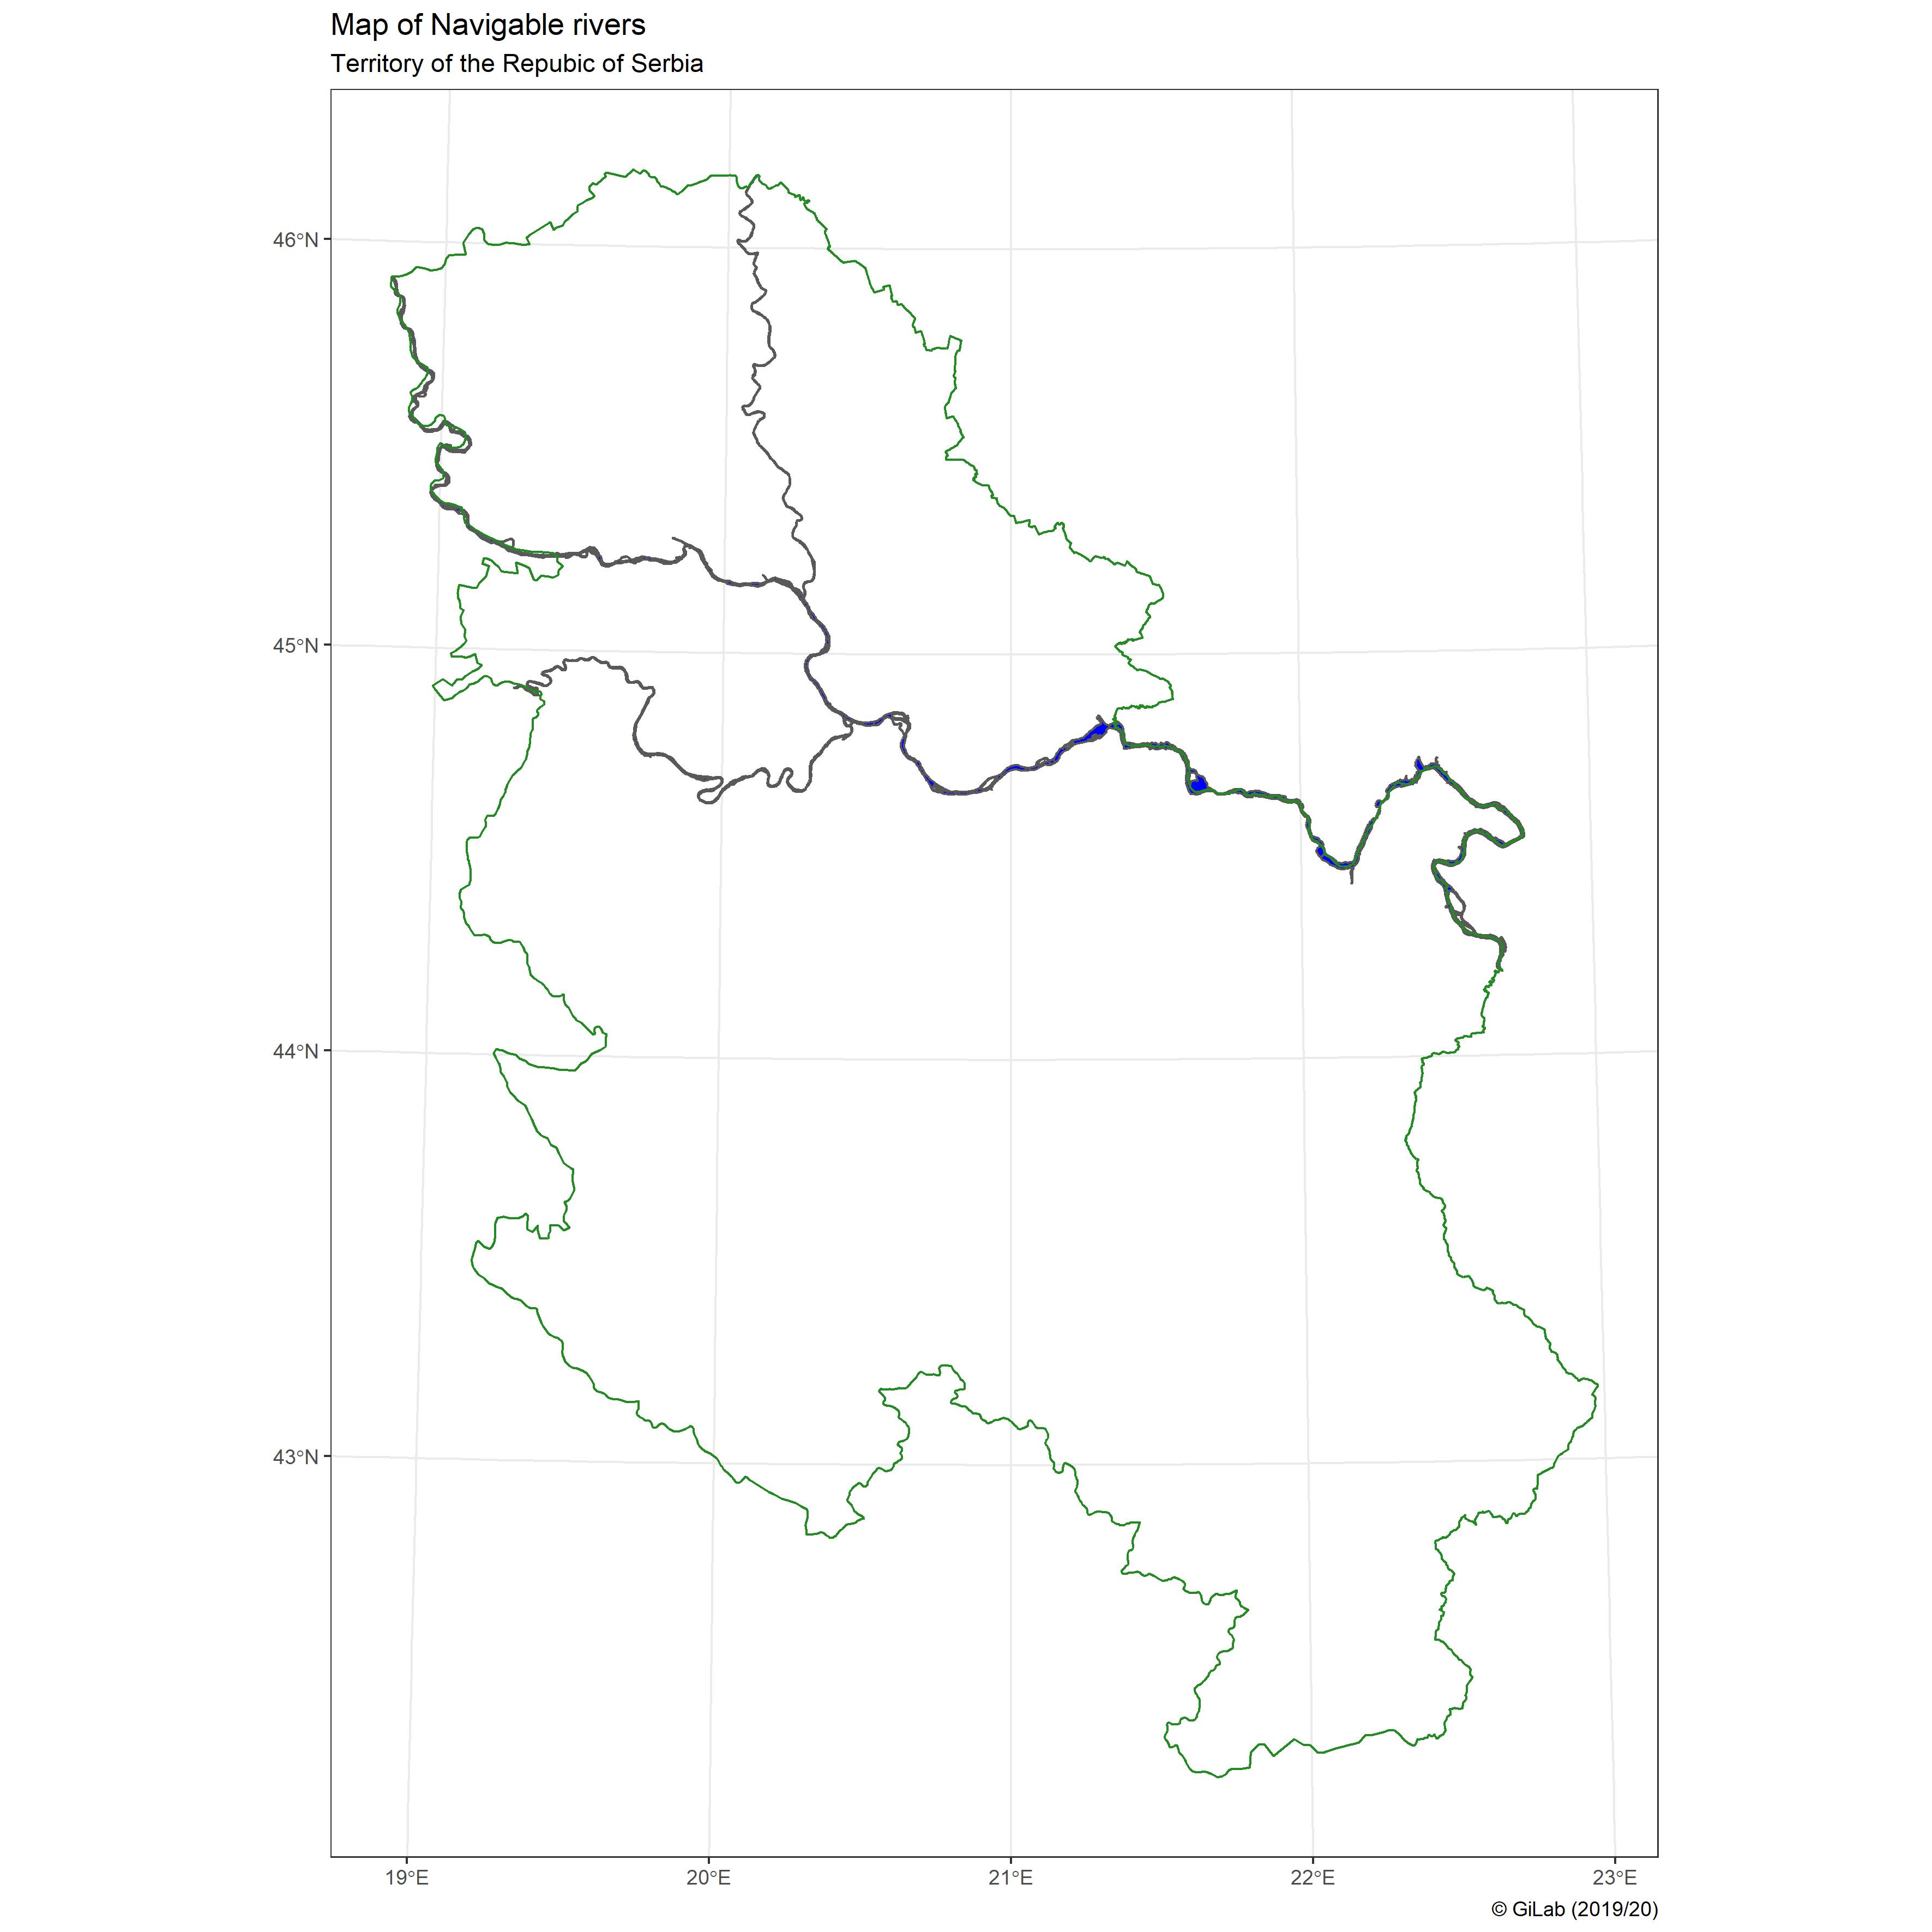 Map of Navigable rivers
Territory of the Repubic of Serbia
46°N
45°N
44°N
43°N
19°E 20°E 21°E 22°E 23°E
© GiLab (2019/20)